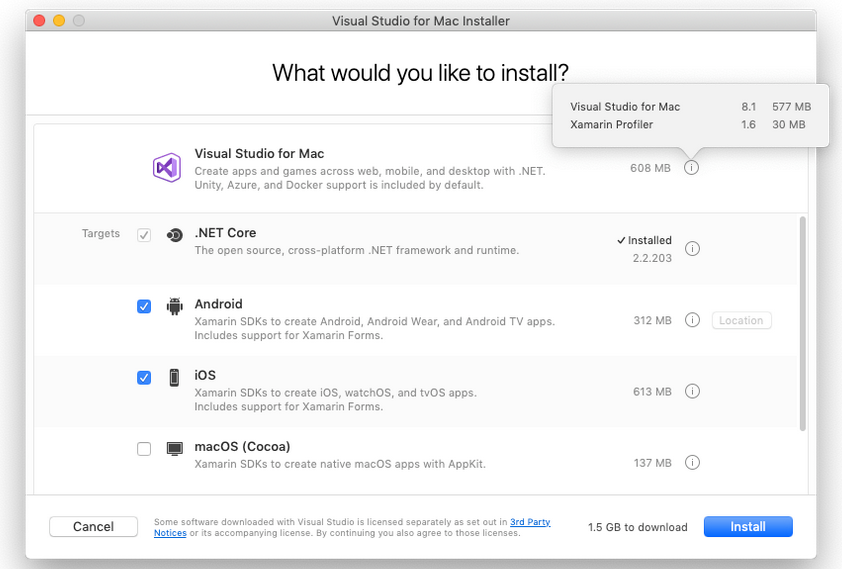 Visual Studio for Mac Installer
What would you like to install?
Visual Studio for Mac 8.1 577 MB
Xamarin Profiler 1.6 30 MB
Visual Studio for Mac
Create apps and games across web, mobile, and desktop with .NET.
Unity, Azure, and Docker support is included by default.
608 MB
Targets
.NET Core
The open source, cross-platform .NET framework and runtime.
✓ Installed
2.2.203
Android
Xamarin SDKs to create Android, Android Wear, and Android TV apps.
Includes support for Xamarin Forms.
312 MB
Location
iOS
Xamarin SDKs to create iOS, watchOS, and tvOS apps.
Includes support for Xamarin Forms.
613 MB
macOS (Cocoa)
Xamarin SDKs to create native macOS apps with AppKit.
137 MB
Cancel
Some software downloaded with Visual Studio is licensed separately as set out in 3rd Party
Notices or its accompanying license. By continuing you also agree to those licenses.
1.5 GB to download
Install